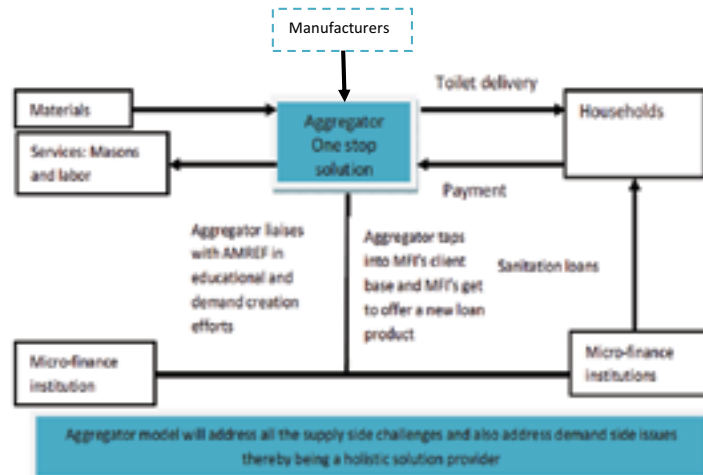 Manufacturers
Toilet delivery
Materials
Aggregator
One stop
solution
Households
Services: Masons
and labor
Payment
Aggregator liaises
with AMREF in
educational and
demand creation
efforts
Aggregator taps
into MFI's client
base and MFI's get
to offer a new loan
product
Sanitation loans
Micro-finance
institution
Micro-finance
institutions
Aggregator model will address all the supply side challenges and also address demand side issues
thereby being a holistic solution provider